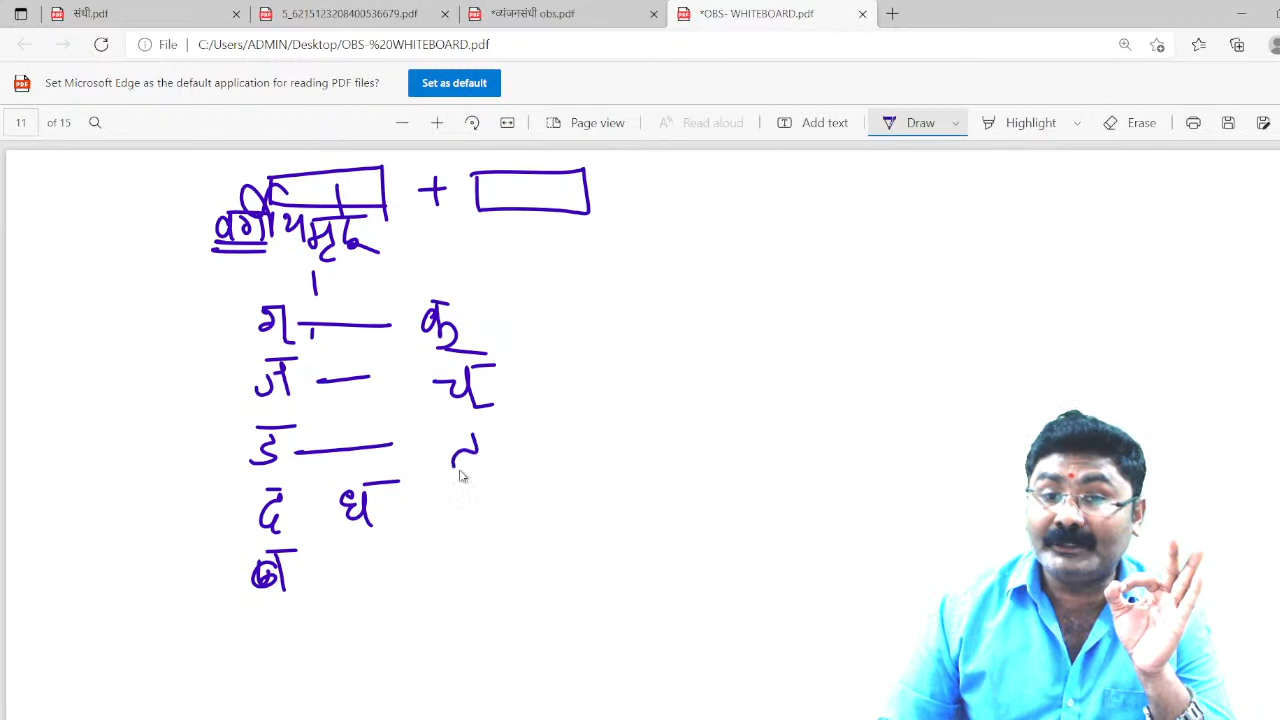 संधी.pdf 5_6215123208400536679.pdf *व्यंजनसंधी obs.pdf *OBS- WHITEBOARD.pdf
File C:/Users/ADMIN/Desktop/OBS-%20WHITEBOARD.pdf
Set Microsoft Edge as the default application for reading PDF files? Set as default
11 of 15 Page view Read aloud Add text Draw Highlight Erase
+
वर्गीय मृदू
ग् — क्
ज — च्
ड —
द ध
ब